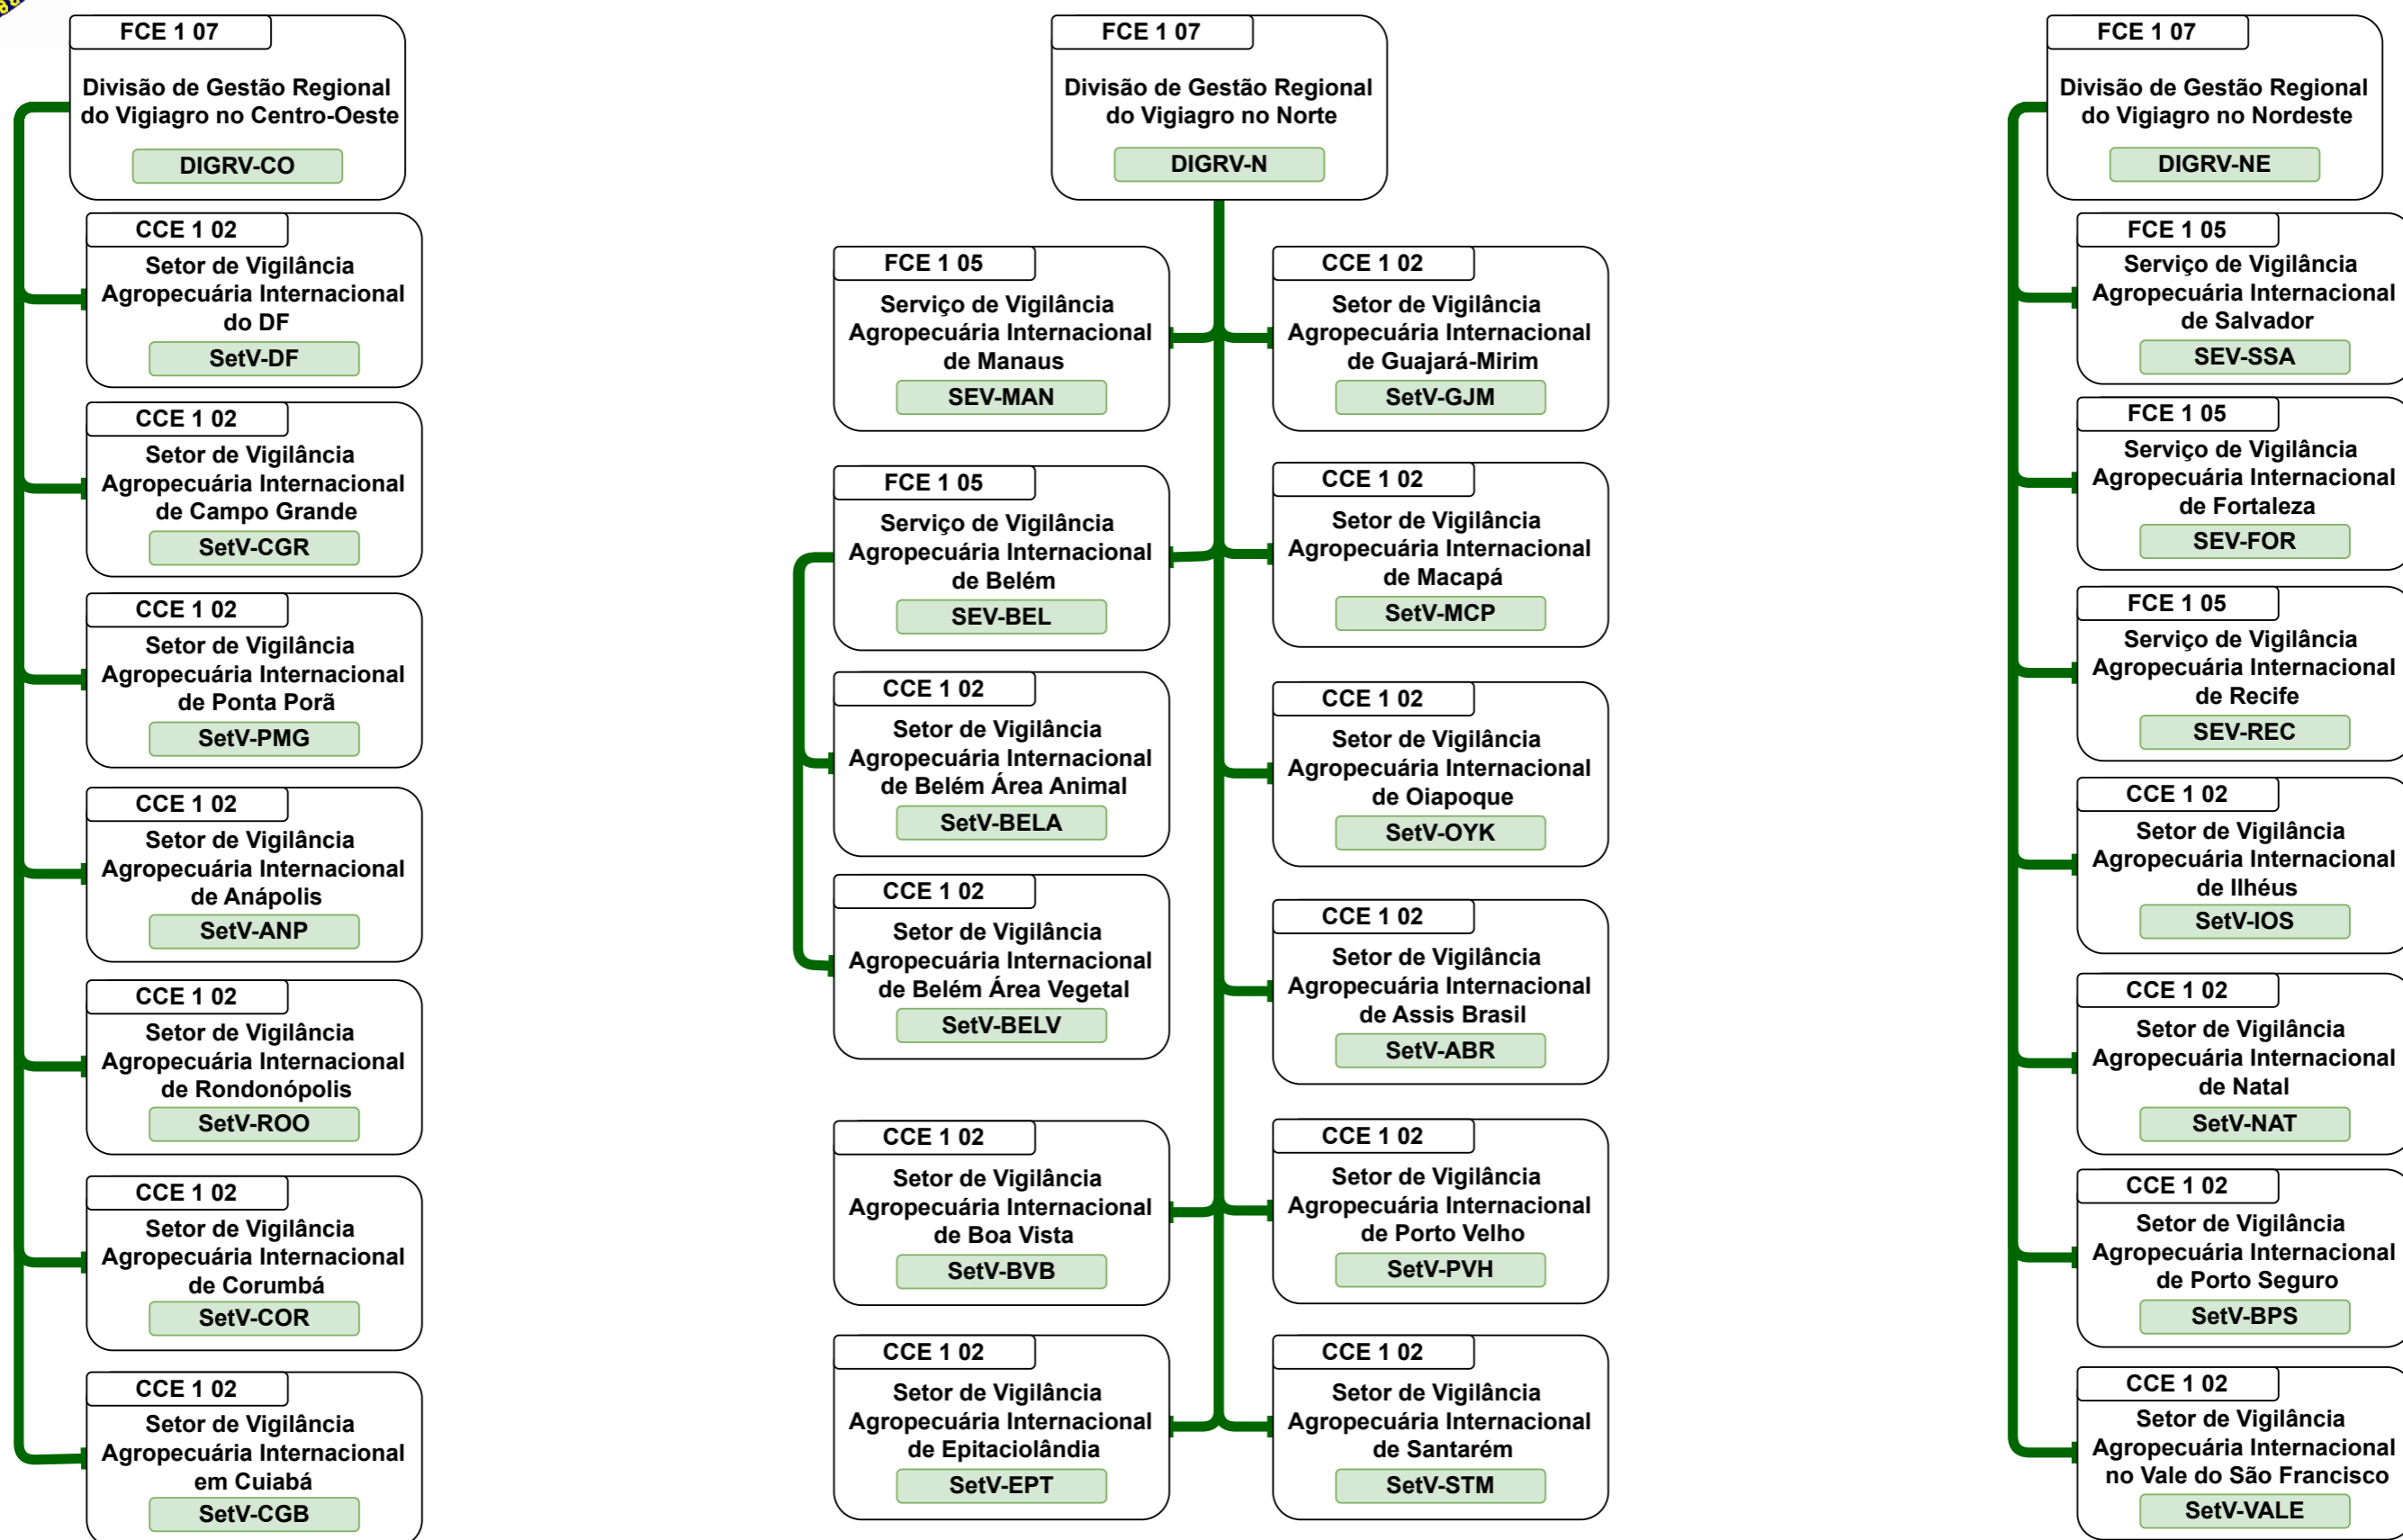 FCE 1 07
Divisão de Gestão Regional
do Vigiagro no Centro-Oeste
DIGRV-CO
CCE 1 02
Setor de Vigilância
Agropecuária Internacional
do DF
SetV-DF
CCE 1 02
Setor de Vigilância
Agropecuária Internacional
de Campo Grande
SetV-CGR
CCE 1 02
Setor de Vigilância
Agropecuária Internacional
de Ponta Porã
SetV-PMG
CCE 1 02
Setor de Vigilância
Agropecuária Internacional
de Anápolis
SetV-ANP
CCE 1 02
Setor de Vigilância
Agropecuária Internacional
de Rondonópolis
SetV-ROO
CCE 1 02
Setor de Vigilância
Agropecuária Internacional
de Corumbá
SetV-COR
CCE 1 02
Setor de Vigilância
Agropecuária Internacional
em Cuiabá
SetV-CGB
FCE 1 07
Divisão de Gestão Regional
do Vigiagro no Norte
DIGRV-N
FCE 1 05
Serviço de Vigilância
Agropecuária Internacional
de Manaus
SEV-MAN
FCE 1 05
Serviço de Vigilância
Agropecuária Internacional
de Belém
SEV-BEL
CCE 1 02
Setor de Vigilância
Agropecuária Internacional
de Belém Área Animal
SetV-BELA
CCE 1 02
Setor de Vigilância
Agropecuária Internacional
de Belém Área Vegetal
SetV-BELV
CCE 1 02
Setor de Vigilância
Agropecuária Internacional
de Boa Vista
SetV-BVB
CCE 1 02
Setor de Vigilância
Agropecuária Internacional
de Epitaciolândia
SetV-EPT
CCE 1 02
Setor de Vigilância
Agropecuária Internacional
de Guajará-Mirim
SetV-GJM
CCE 1 02
Setor de Vigilância
Agropecuária Internacional
de Macapá
SetV-MCP
CCE 1 02
Setor de Vigilância
Agropecuária Internacional
de Oiapoque
SetV-OYK
CCE 1 02
Setor de Vigilância
Agropecuária Internacional
de Assis Brasil
SetV-ABR
CCE 1 02
Setor de Vigilância
Agropecuária Internacional
de Porto Velho
SetV-PVH
CCE 1 02
Setor de Vigilância
Agropecuária Internacional
de Santarém
SetV-STM
FCE 1 07
Divisão de Gestão Regional
do Vigiagro no Nordeste
DIGRV-NE
FCE 1 05
Serviço de Vigilância
Agropecuária Internacional
de Salvador
SEV-SSA
FCE 1 05
Serviço de Vigilância
Agropecuária Internacional
de Fortaleza
SEV-FOR
FCE 1 05
Serviço de Vigilância
Agropecuária Internacional
de Recife
SEV-REC
CCE 1 02
Setor de Vigilância
Agropecuária Internacional
de Ilhéus
SetV-IOS
CCE 1 02
Setor de Vigilância
Agropecuária Internacional
de Natal
SetV-NAT
CCE 1 02
Setor de Vigilância
Agropecuária Internacional
de Porto Seguro
SetV-BPS
CCE 1 02
Setor de Vigilância
Agropecuária Internacional
no Vale do São Francisco
SetV-VALE